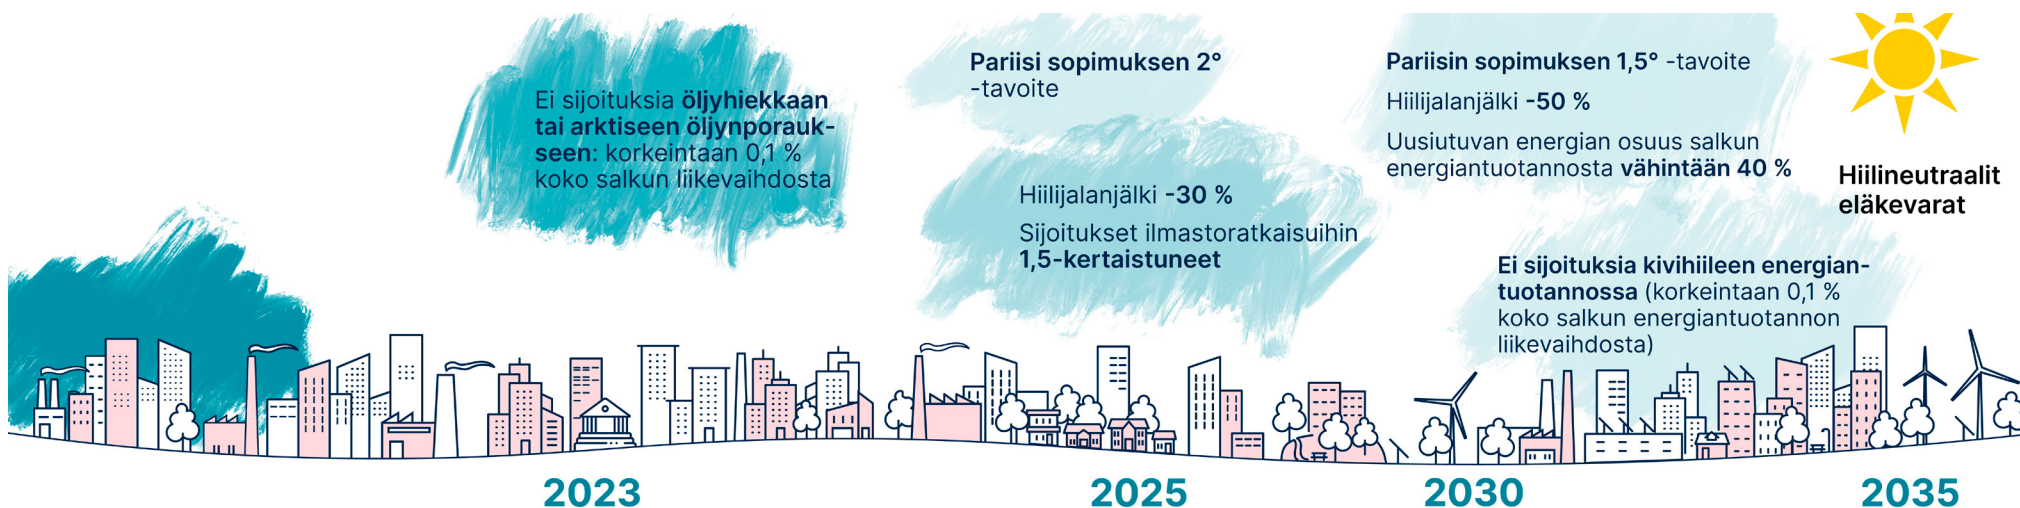 Ei sijoituksia öljyhiekkaan
tai arktiseen öljynporauk-
seen: korkeintaan 0,1 %
koko salkun liikevaihdosta
Pariisi sopimuksen 2°
-tavoite
Hiilijalanjälki -30 %
Sijoitukset ilmastoratkaisuihin
1,5-kertaistuneet
Pariisin sopimuksen 1,5° -tavoite
Hiilijalanjälki -50 %
Uusiutuvan energian osuus salkun
energiantuotannosta vähintään 40 %
Ei sijoituksia kivihiileen energian-
tuotannossa (korkeintaan 0,1 %
koko salkun energiantuotannon
liikevaihdosta)
Hiilineutraalit
eläkevarat
2023
2025
2030
2035